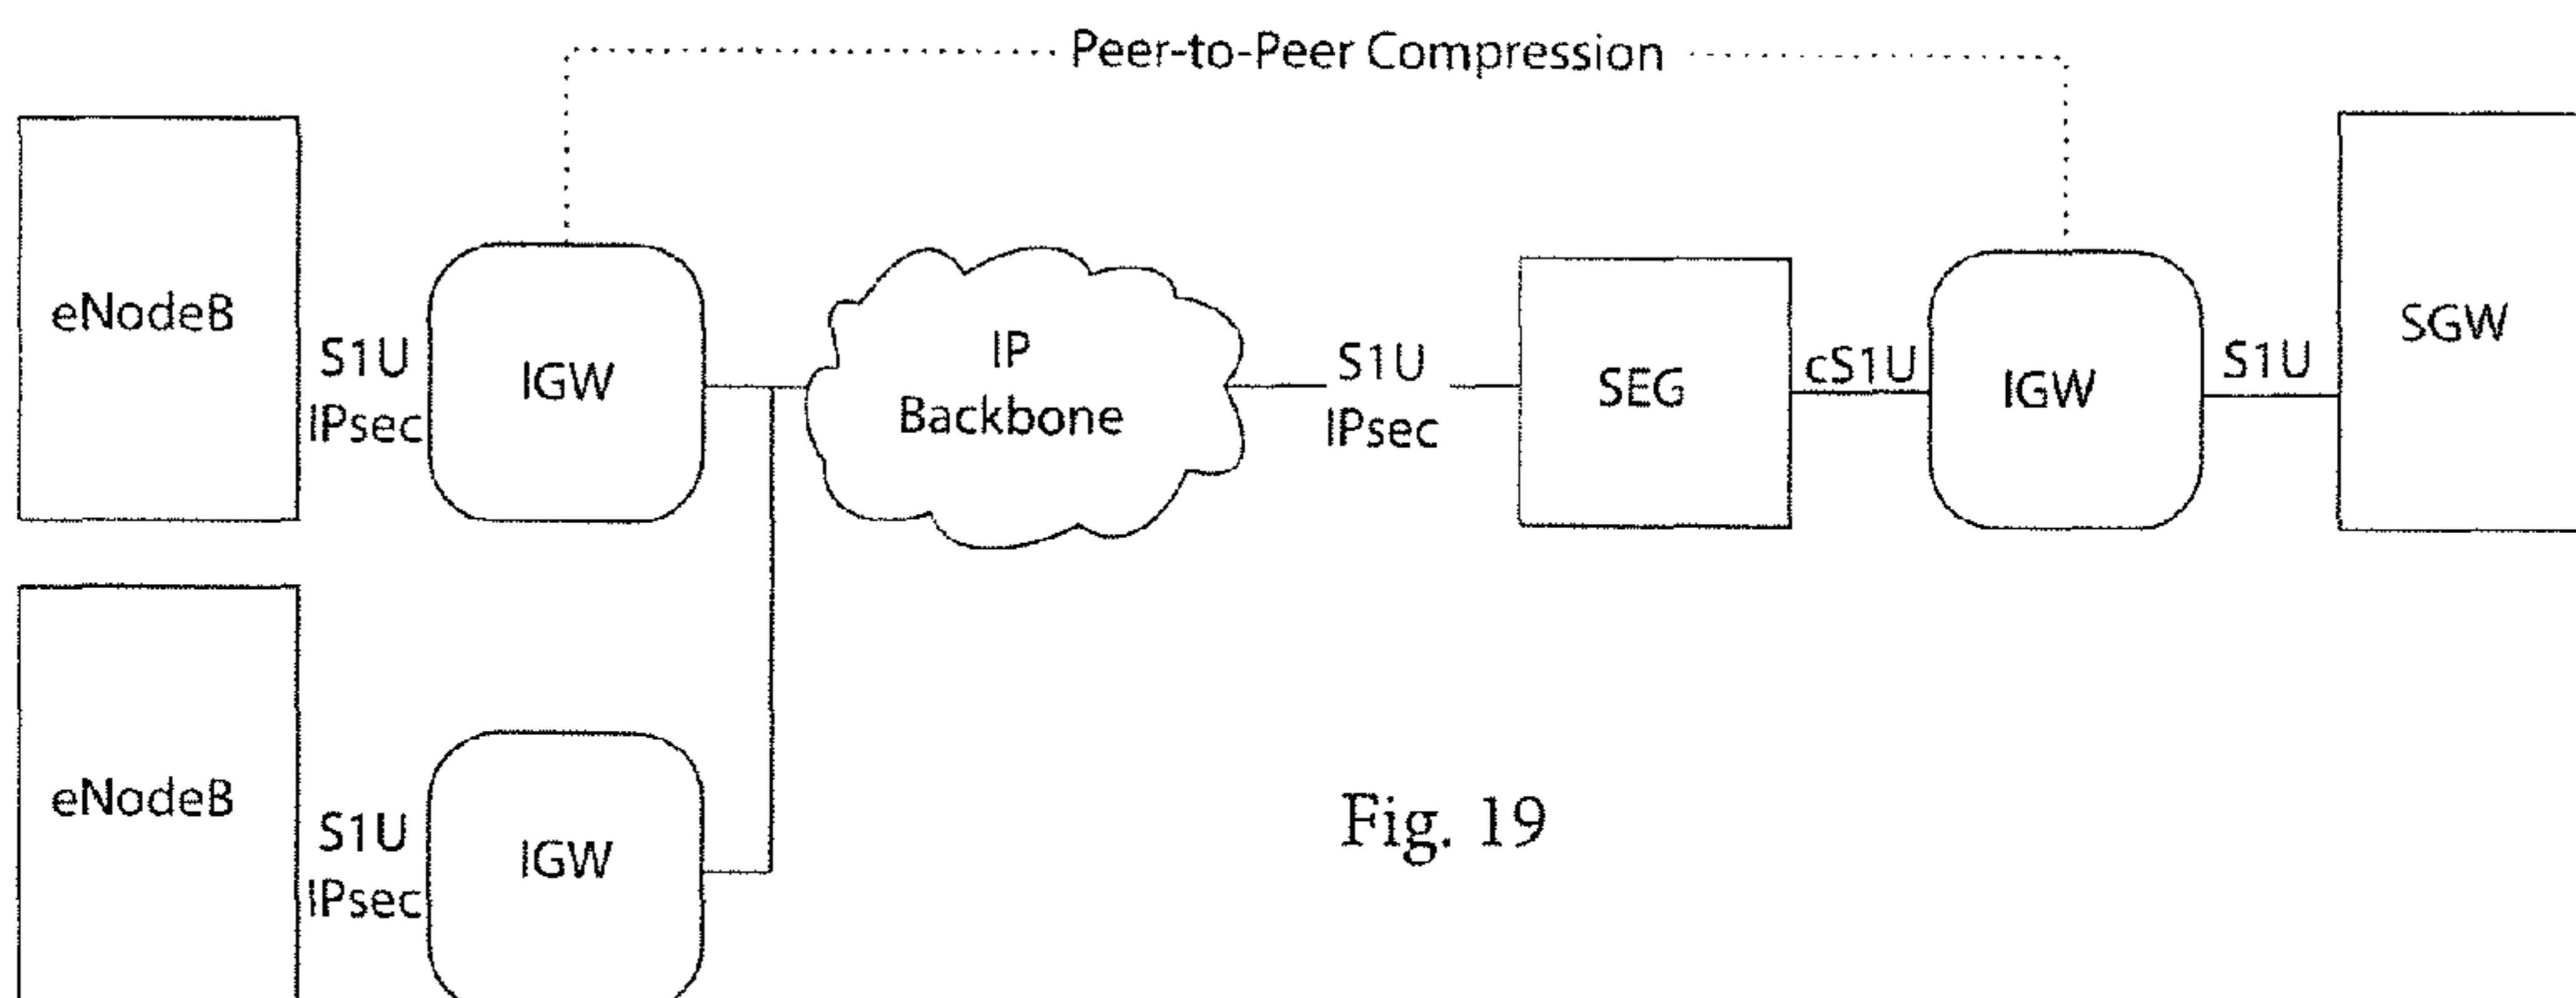 Peer-to-Peer Compression
eNodeB
S1U
IPsec
IGW
IP
Backbone
S1U
IPsec
SEG
cS1U
IGW
S1U
SGW
eNodeB
S1U
IPsec
IGW
Fig. 19